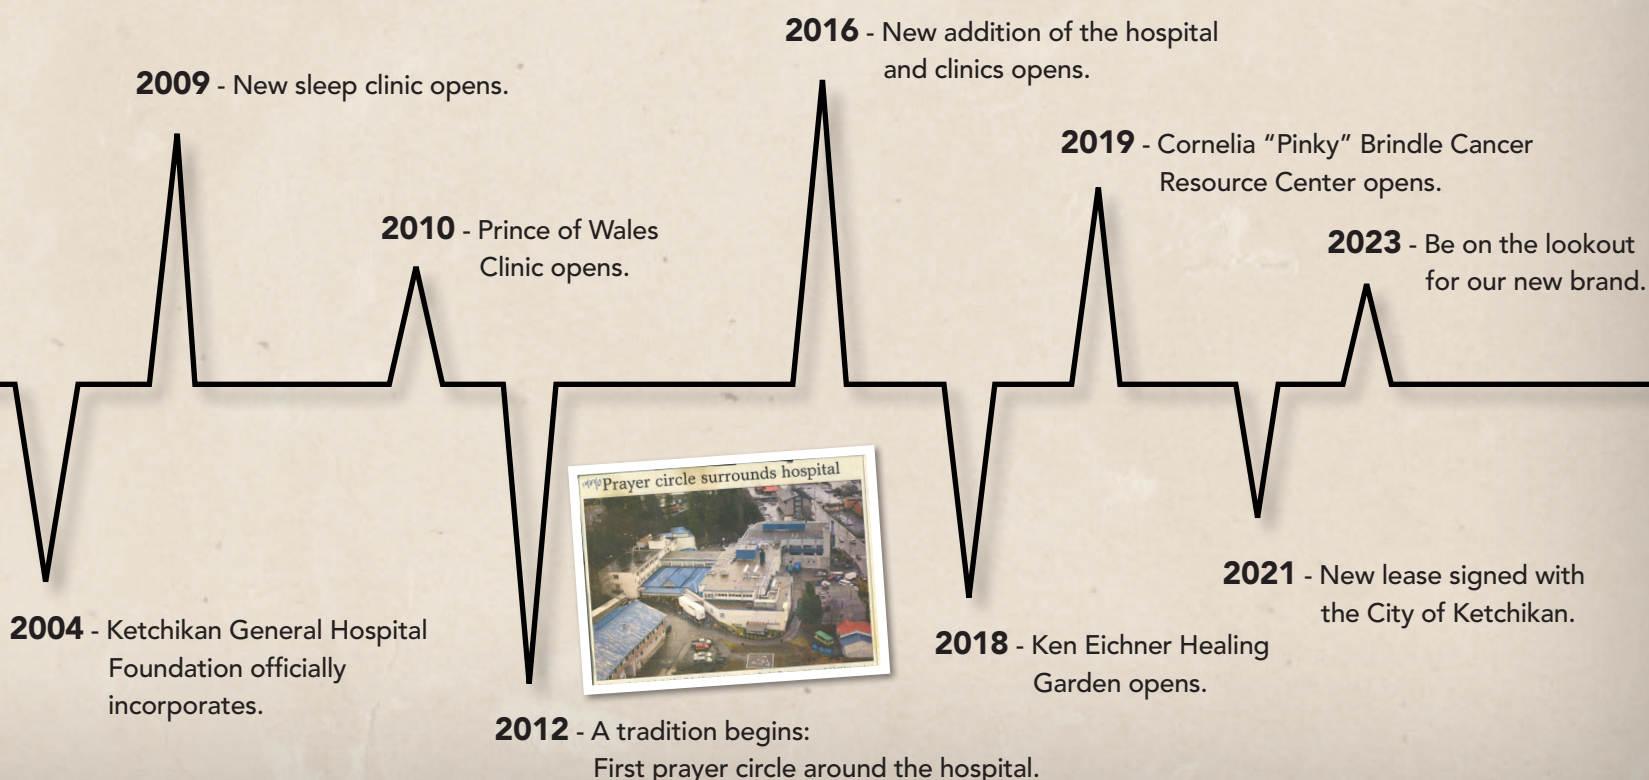 2004 - Ketchikan General Hospital
Foundation officially
incorporates.
2009 - New sleep clinic opens.
2010 - Prince of Wales
Clinic opens.
2012 - A tradition begins:
First prayer circle around the hospital.
Prayer circle surrounds hospital
2016 - New addition of the hospital
and clinics opens.
2018 - Ken Eichner Healing
Garden opens.
2019 - Cornelia “Pinky” Brindle Cancer
Resource Center opens.
2021 - New lease signed with
the City of Ketchikan.
2023 - Be on the lookout
for our new brand.